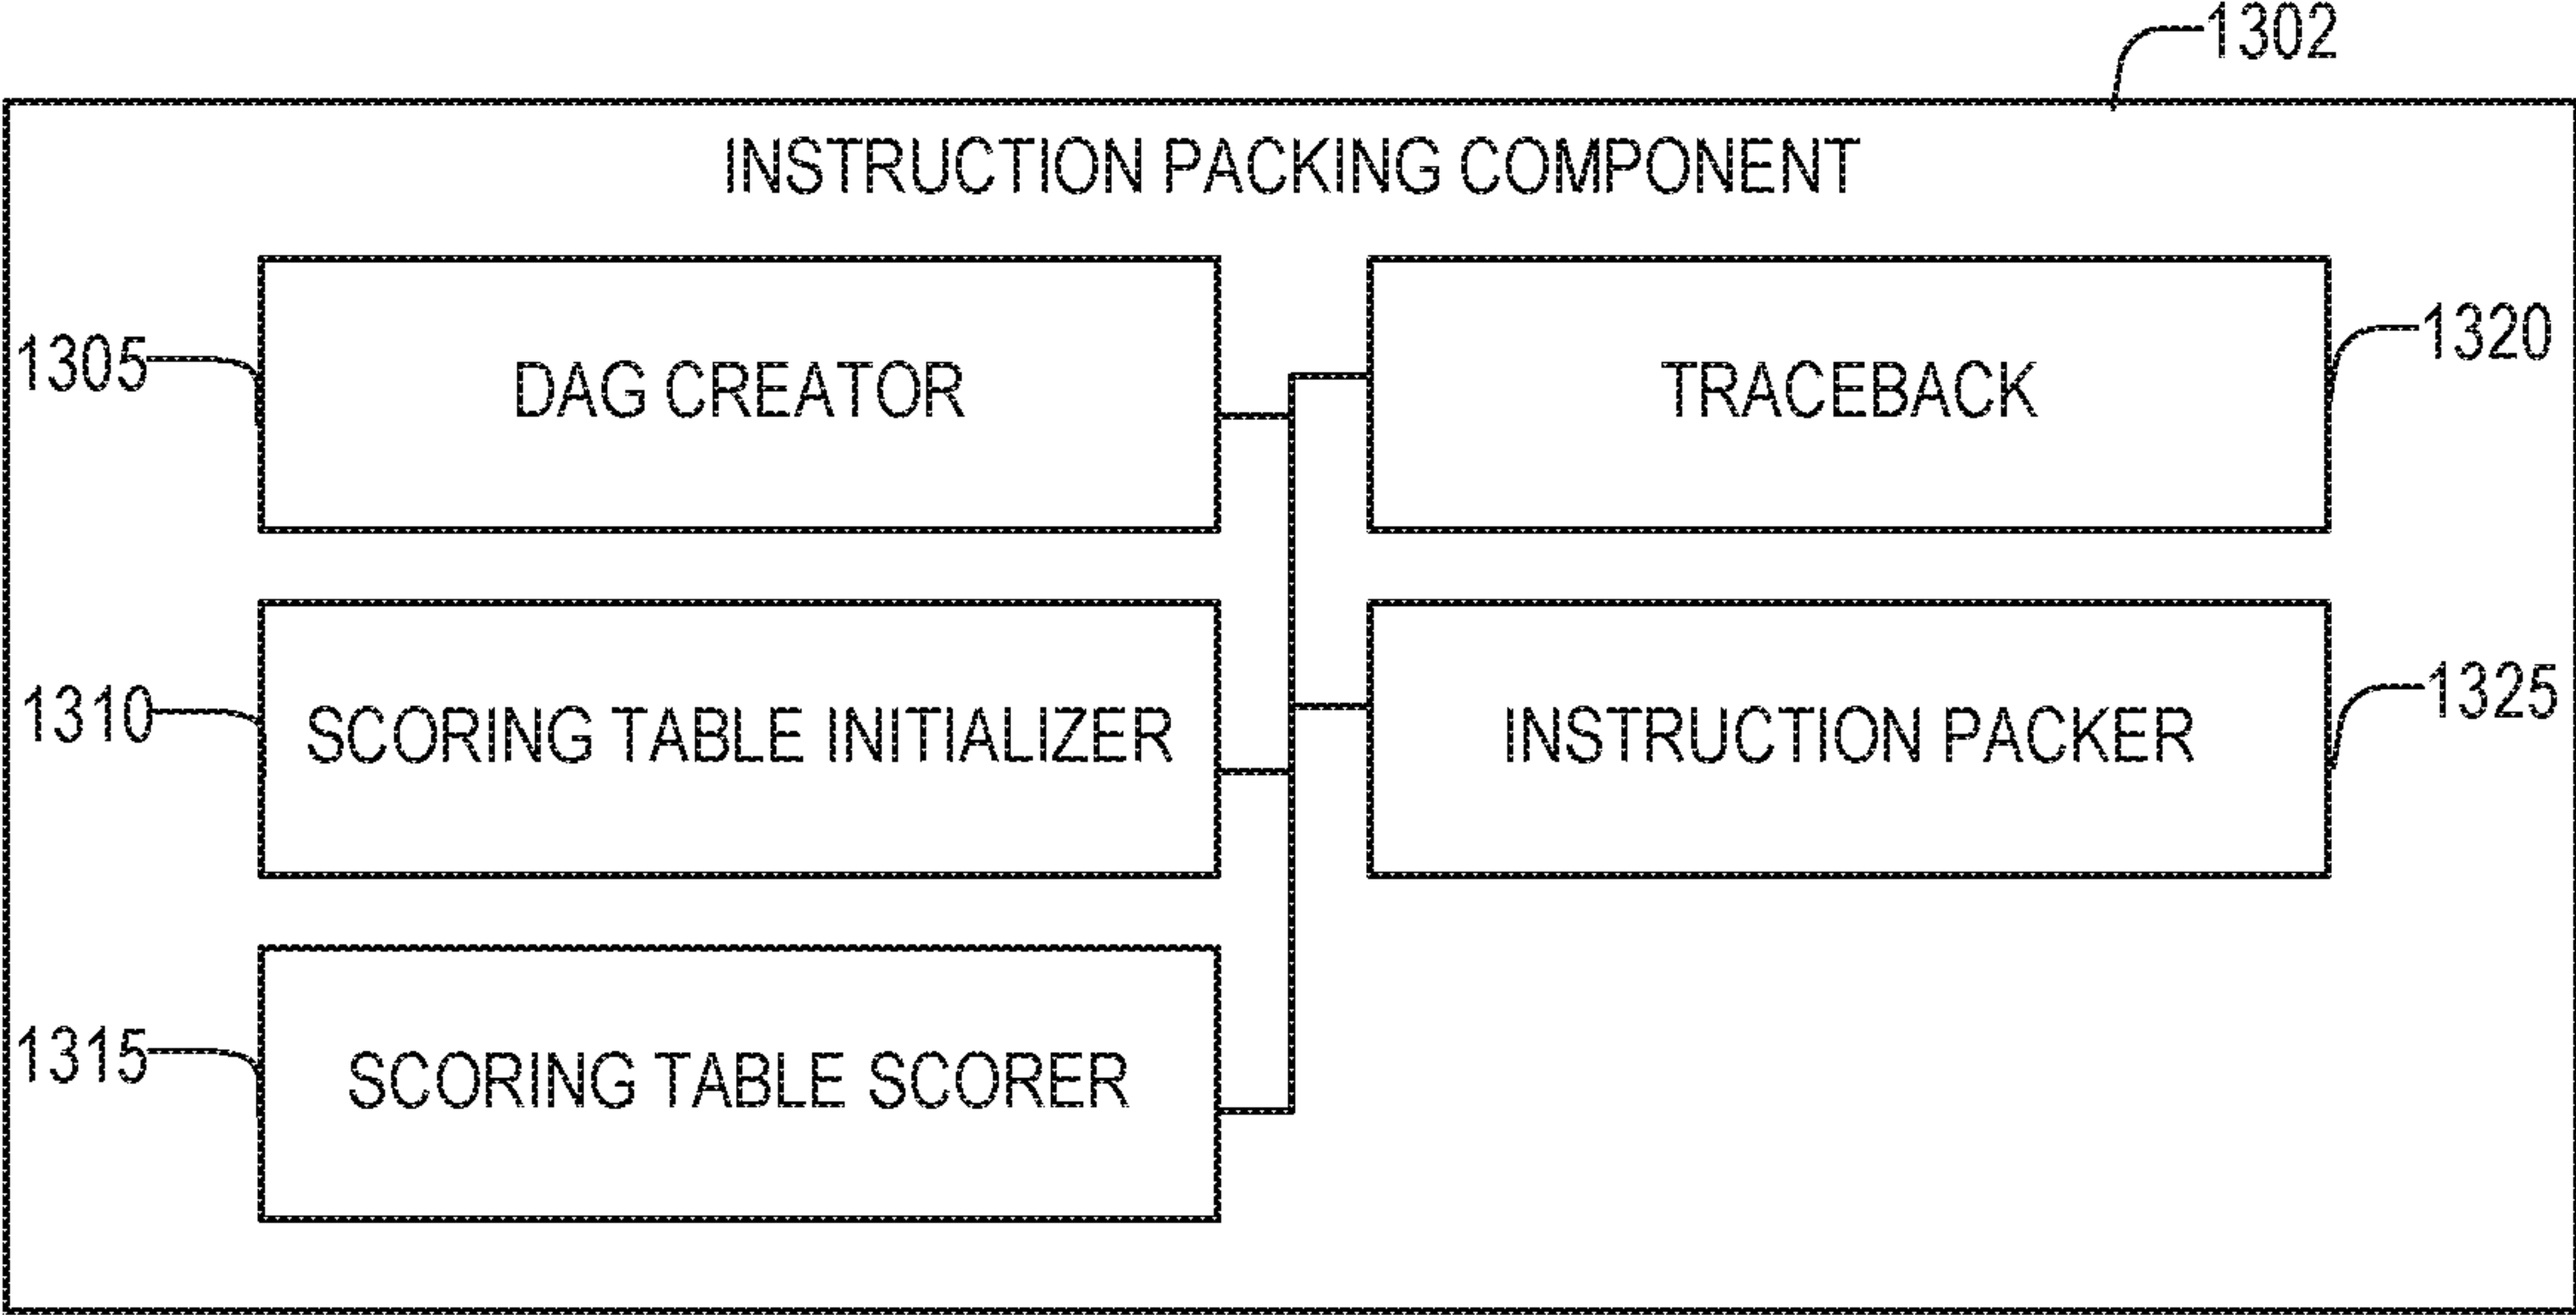 1302
INSTRUCTION PACKING COMPONENT
1305
DAG CREATOR
TRACEBACK
1320
1310
SCORING TABLE INITIALIZER
INSTRUCTION PACKER
1325
1315
SCORING TABLE SCORER